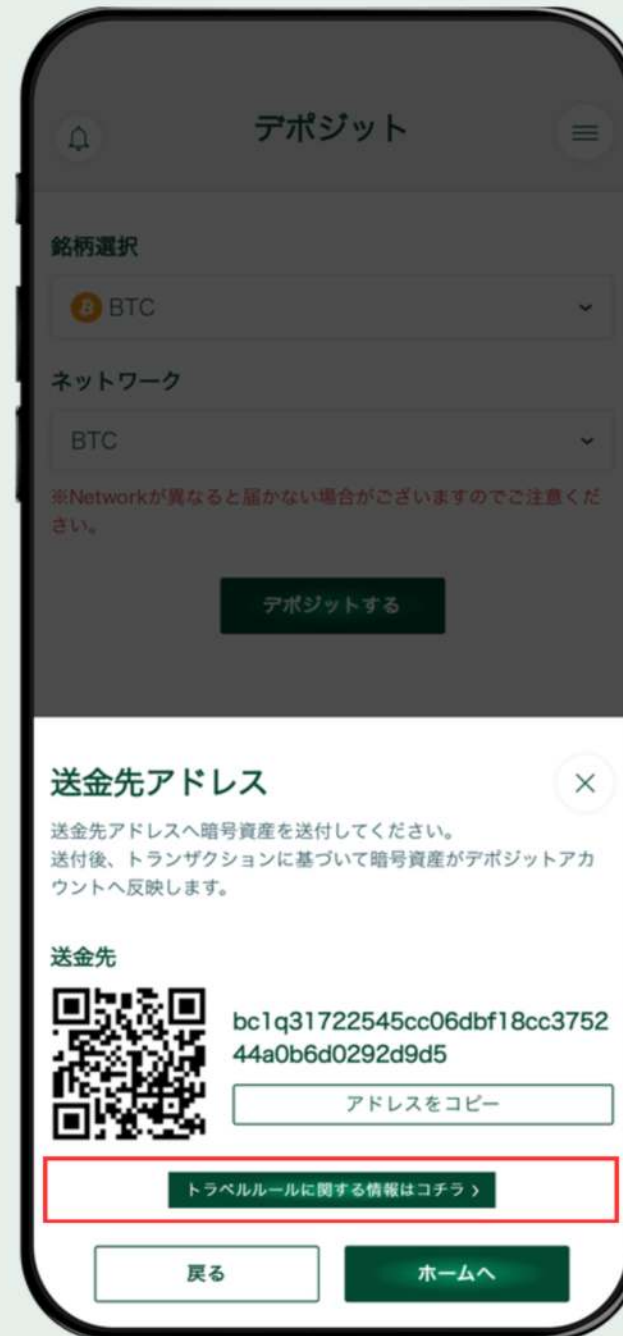 デポジット
銘柄選択
BTC
ネットワーク
BTC
※Networkが異なると届かない場合がございますのでご注意くだ
さい。
デポジットする
送金先アドレス
送金先アドレスへ暗号資産を送付してください。
送付後、トランザクションに基づいて暗号資産がデポジットアカ
ウントへ反映します。
送金先
bc1q31722545cc06dbf18cc3752
44a0b6d0292d9d5
アドレスをコピー
トラベルルールに関する情報はコチラ
戻る
ホームへ